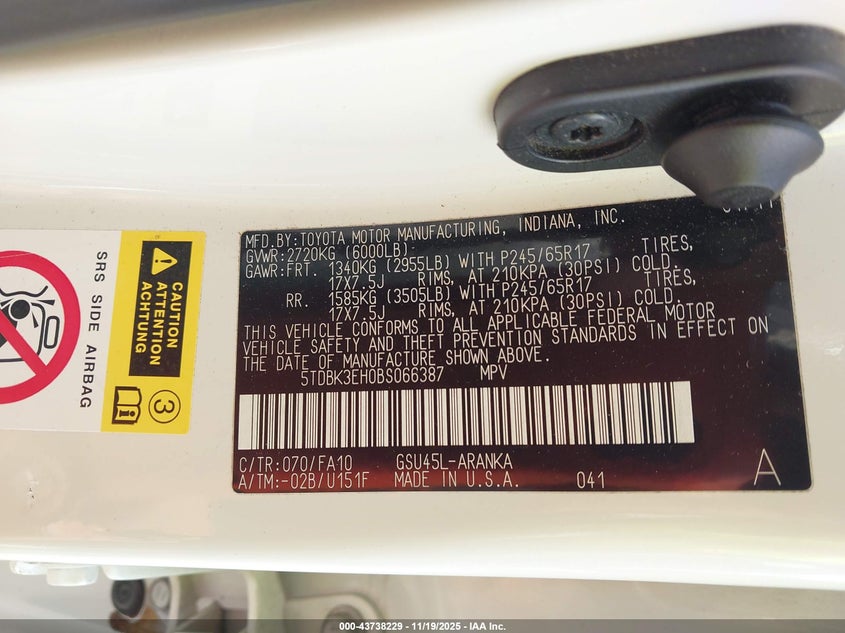 MFD.BY:TOYOTA MOTOR MANUFACTURING, INDIANA, INC.
GVWR:2720KG (6000LB)
GAWR:FRT. 1340KG (2955LB) WITH P245/65R17 TIRES,
17X7.5J RIMS, AT 210KPA (30PSI) COLD.
RR. 1585KG (3505LB) WITH P245/65R17 TIRES,
17X7.5J RIMS, AT 210KPA (30PSI) COLD.
THIS VEHICLE CONFORMS TO ALL APPLICABLE FEDERAL MOTOR
VEHICLE SAFETY AND THEFT PREVENTION STANDARDS IN EFFECT ON
THE DATE OF MANUFACTURE SHOWN ABOVE.
5TDBK3EH0BS066387 MPV
C/TR:070/FA10 GSU45L-ARANKA
A/TM:-02B/U151F MADE IN U.S.A. 041
A
SRS SIDE AIRBAG
CAUTION
ATTENTION
ACHTUNG
3
000-43738229 - 11/19/2025 - IAA Inc.